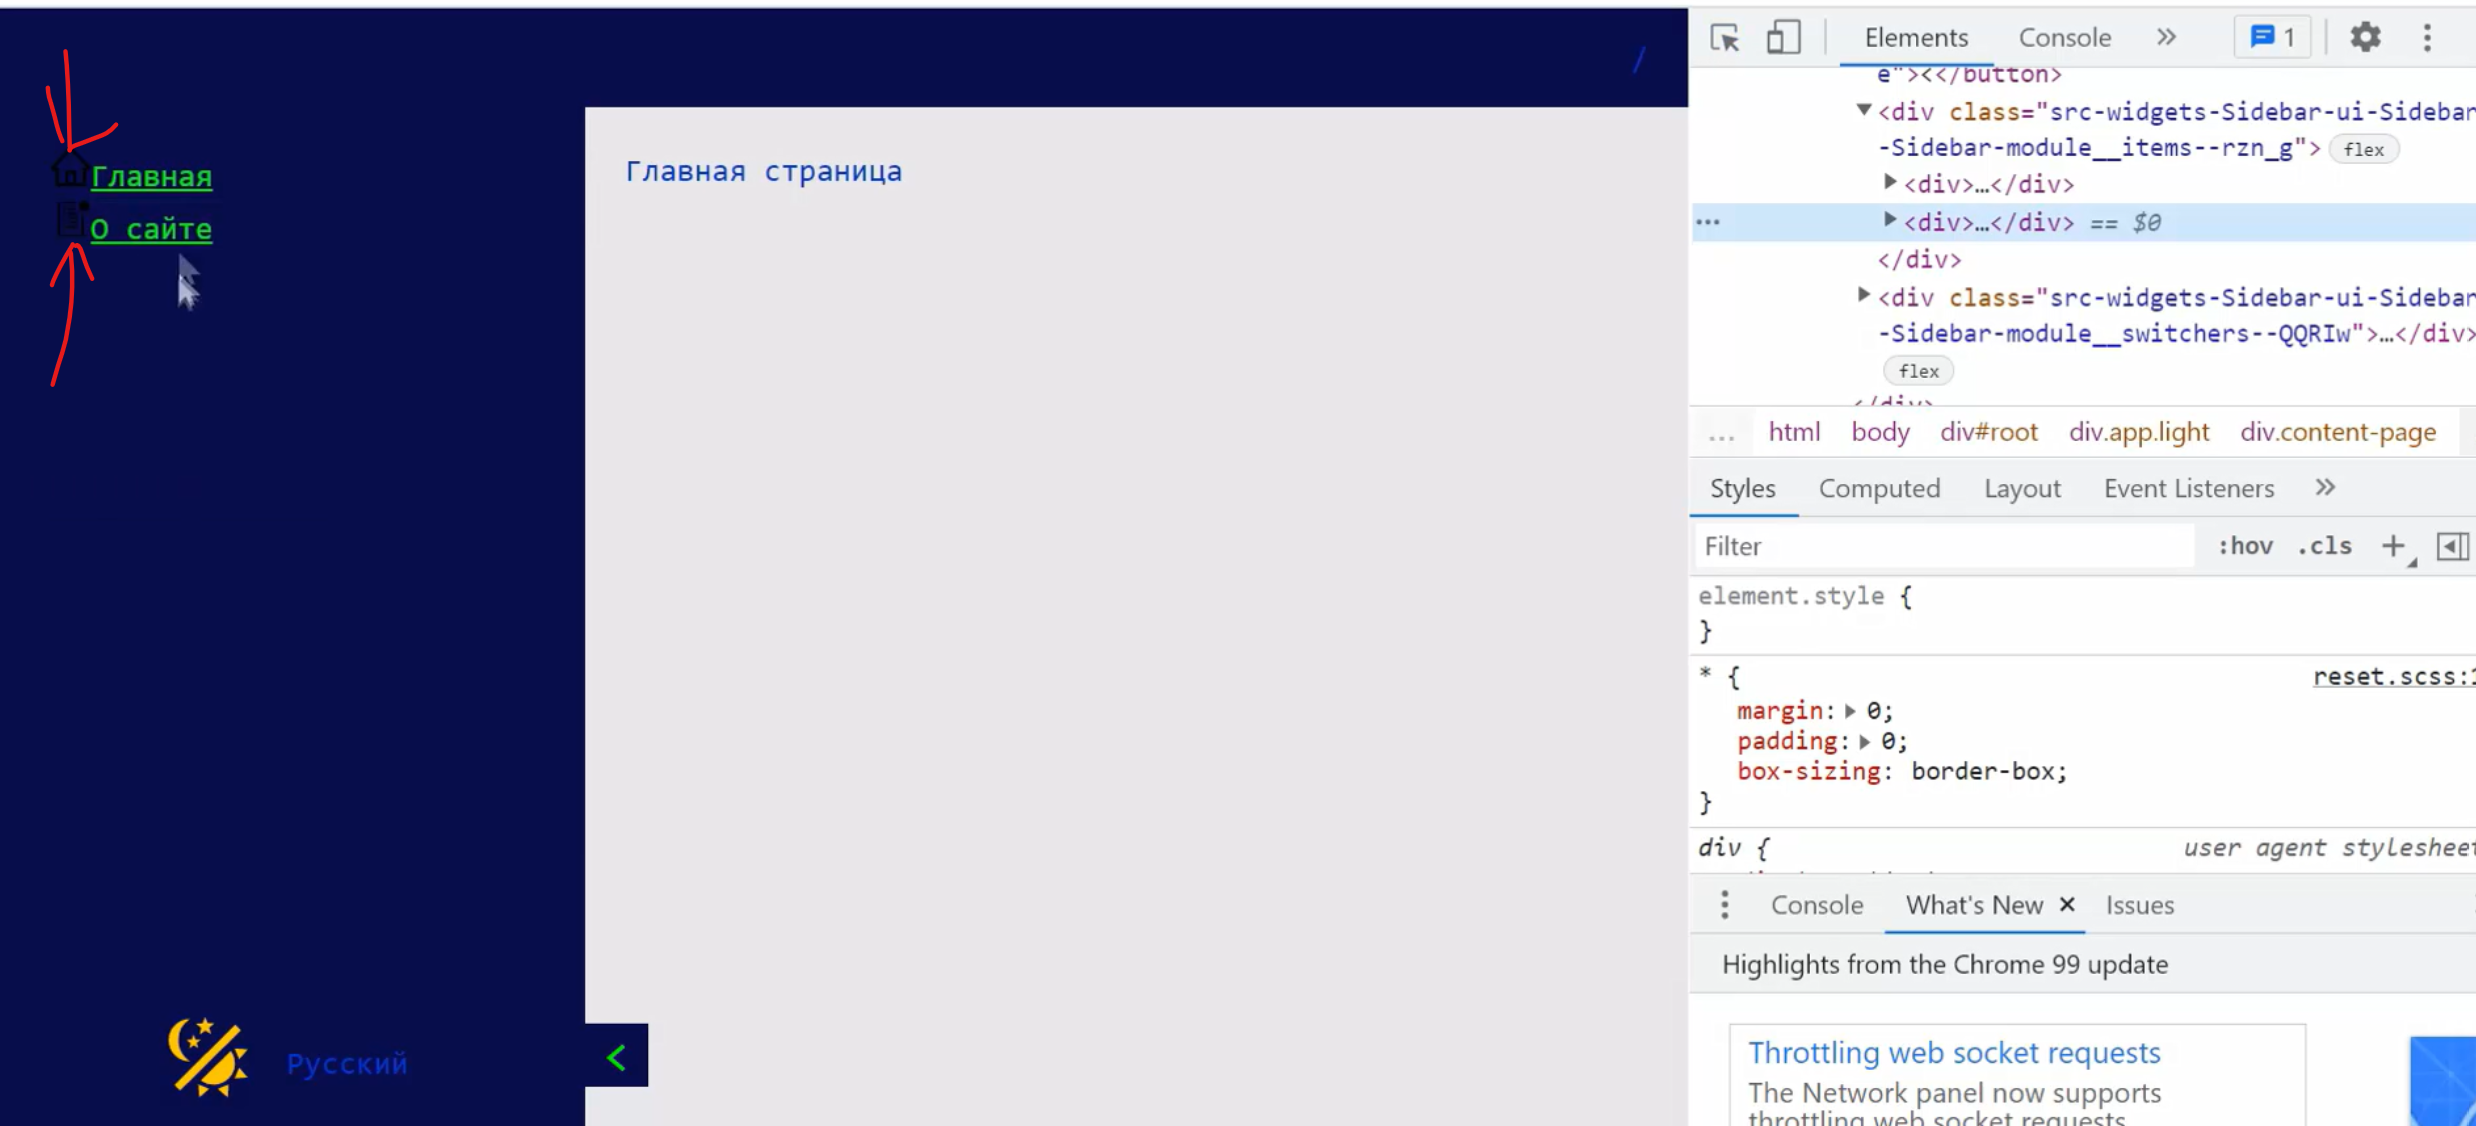 /
Главная
О сайте
Главная страница
Русский
<
Elements Console » 1
e"><</button>
<div class="src-widgets-Sidebar-ui-Sidebar
-Sidebar-module__items--rzn_g"> flex
<div>…</div>
<div>…</div> == $0
</div>
<div class="src-widgets-Sidebar-ui-Sidebar
-Sidebar-module__switchers--QQRIw">…</div>
flex
</div>
... html body div#root div.app.light div.content-page
Styles Computed Layout Event Listeners »
Filter :hov .cls +
element.style {
}
* { reset.scss:1
margin: 0;
padding: 0;
box-sizing: border-box;
}
div { user agent stylesheet
Console What's New × Issues
Highlights from the Chrome 99 update
Throttling web socket requests
The Network panel now supports
throttling web socket requests